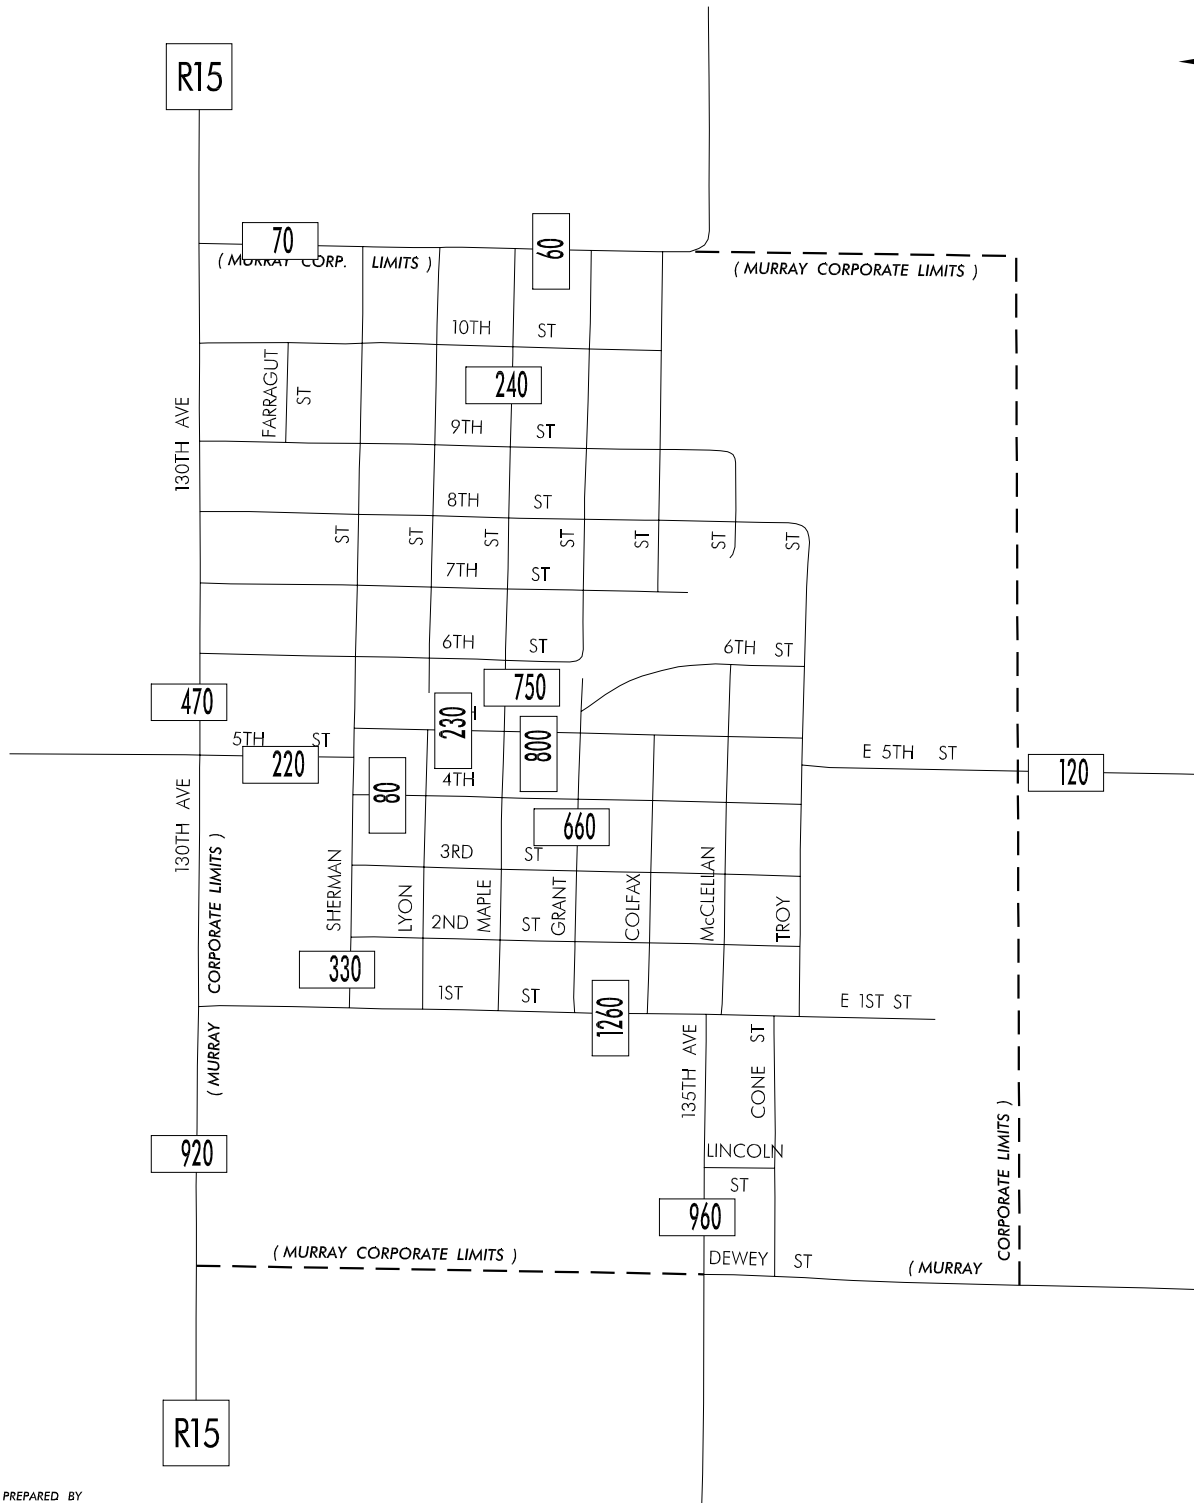 R15
70
60
( MURRAY CORP. LIMITS )
( MURRAY CORPORATE LIMITS )
10TH ST
FARRAGUT ST
240
130TH AVE
9TH ST
8TH ST
ST
ST
ST
ST
ST
ST
ST
7TH ST
6TH ST
6TH ST
750
470
230
800
5TH ST
220
E 5TH ST
120
80
4TH
130TH AVE
660
( MURRAY CORPORATE LIMITS )
3RD ST
SHERMAN
LYON
MAPLE
GRANT
COLFAX
McCLELLAN
TROY
2ND ST
330
1ST ST
1260
E 1ST ST
135TH AVE
CONE ST
920
LINCOLN ST
960
( MURRAY CORPORATE LIMITS )
DEWEY ST
( MURRAY CORPORATE LIMITS )
R15
PREPARED BY